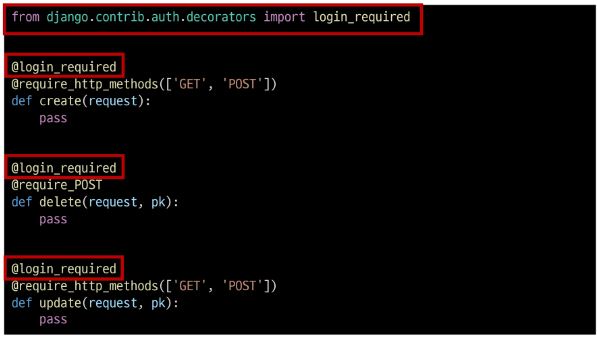 from django.contrib.auth.decorators import login_required
@login_required
@require_http_methods(['GET', 'POST'])
def create(request):
    pass
@login_required
@require_POST
def delete(request, pk):
    pass
@login_required
@require_http_methods(['GET', 'POST'])
def update(request, pk):
    pass